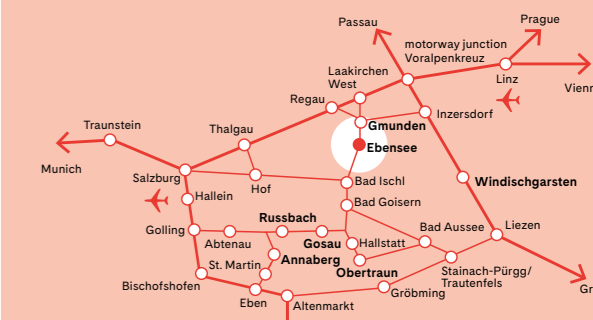 Passau
Prague
motorway junction
Voralpenkreuz
Laakirchen
West
Linz
Regau
Inzersdorf
Traunstein
Thalgau
Gmunden
Ebensee
Munich
Salzburg
Hof
Bad Ischl
Windischgarsten
Hallein
Bad Goisern
Russbach
Golling
Abtenau
Gosau
Hallstatt
Bad Aussee
Liezen
St. Martin
Annaberg
Obertraun
Stainach-Pürgg/
Trautenfels
Bischofshofen
Eben
Altenmarkt
Gröbming